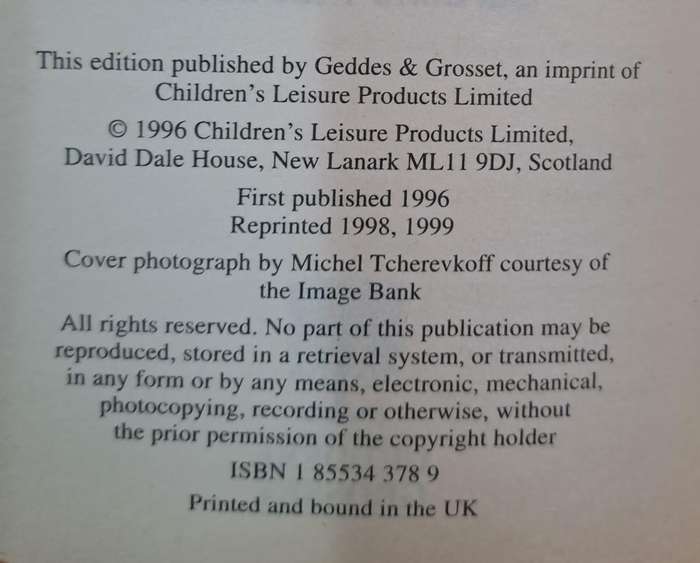 This edition published by Geddes & Grosset, an imprint of
Children's Leisure Products Limited
© 1996 Children's Leisure Products Limited,
David Dale House, New Lanark ML11 9DJ, Scotland
First published 1996
Reprinted 1998, 1999
Cover photograph by Michel Tcherevkoff courtesy of
the Image Bank
All rights reserved. No part of this publication may be
reproduced, stored in a retrieval system, or transmitted,
in any form or by any means, electronic, mechanical,
photocopying, recording or otherwise, without
the prior permission of the copyright holder
ISBN 1 85534 378 9
Printed and bound in the UK